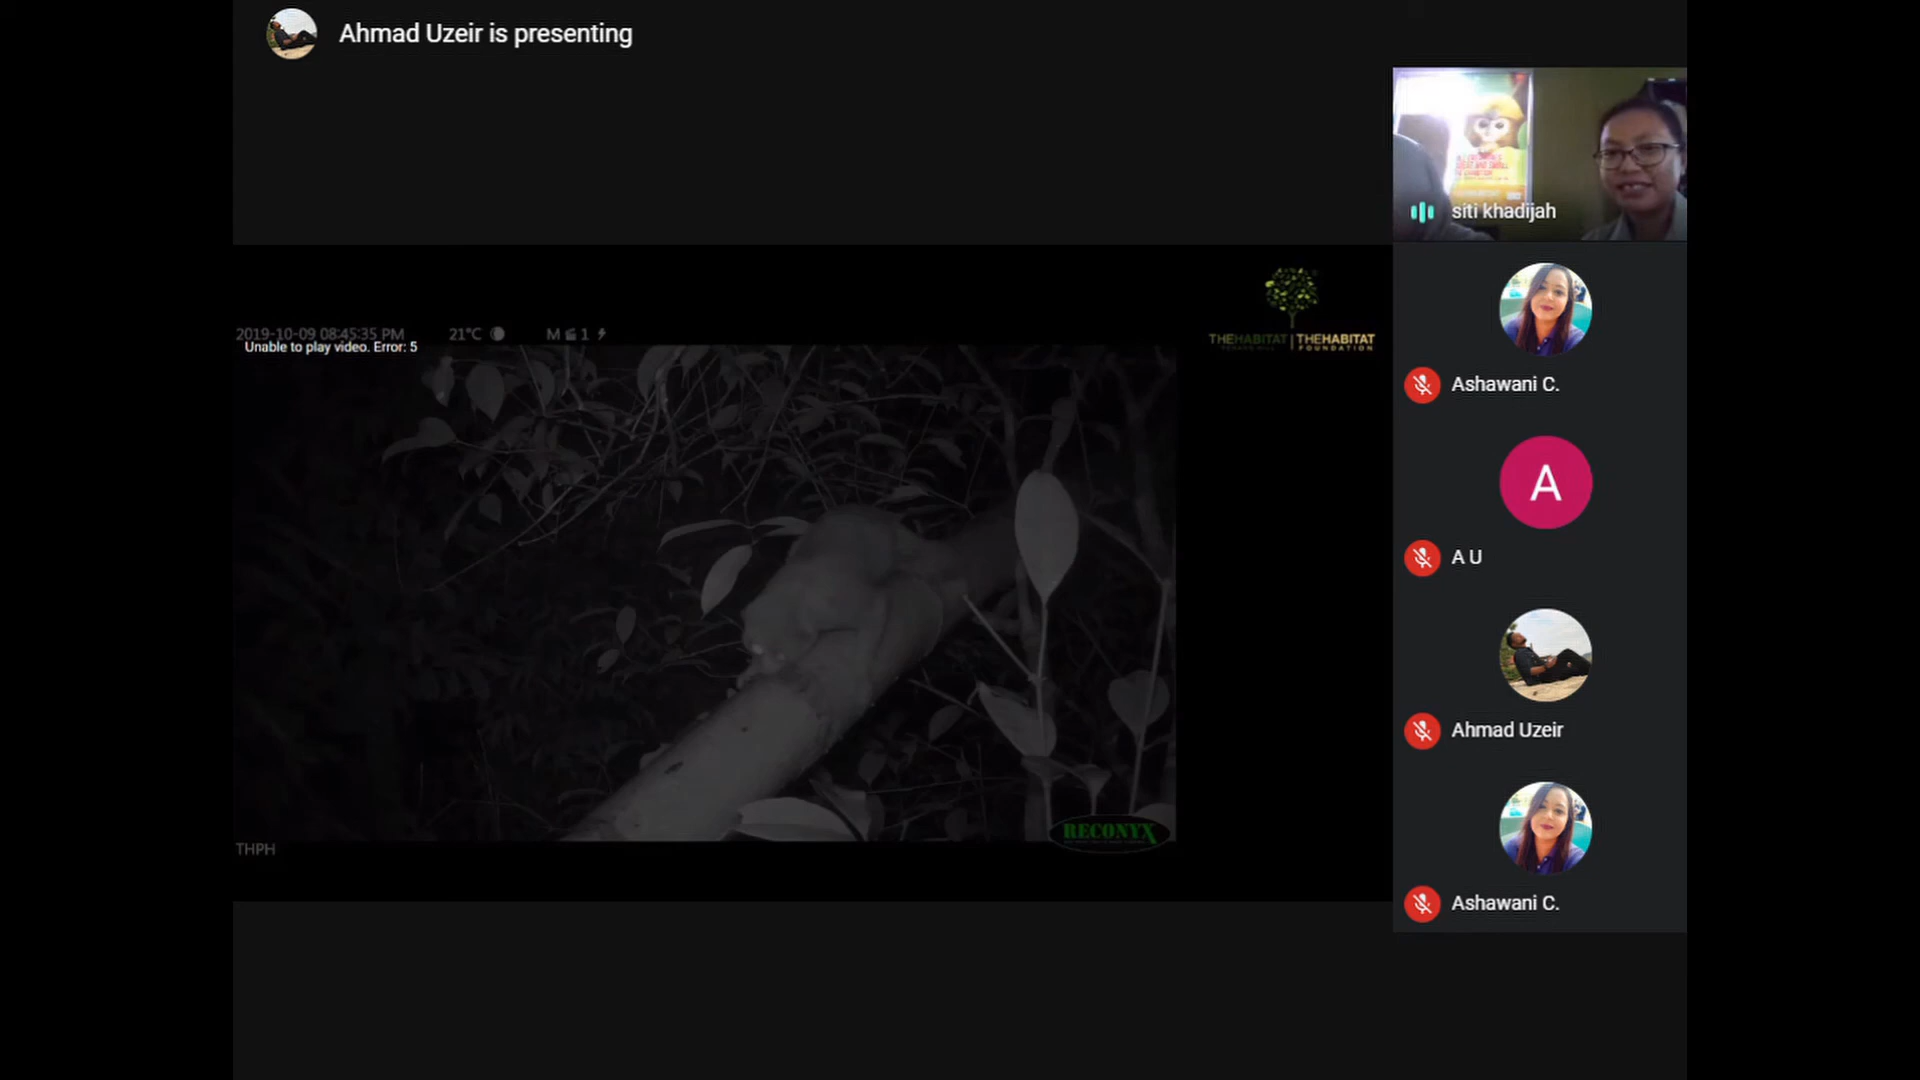 Ahmad Uzeir is presenting
siti khadijah
THEHABITAT | THEHABITAT
FOUNDATION
2019-10-09 08:45:35 PM 21°C M 1
Unable to play video. Error: 5
Ashawani C.
A
A U
Ahmad Uzeir
RECONYX
THPH
Ashawani C.